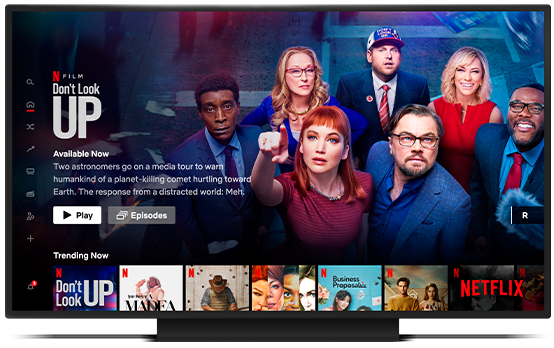 N FILM
Don't Look
UP
Available Now
Two astronomers go on a media tour to warn
humankind of a planet-killing comet hurtling toward
Earth. The response from a distracted world: Meh.
Play
Episodes
R
Trending Now
N
Don't
Look
UP
N
MADEA
N
N
N
Business
Proposal
N
N
NETFLIX
N